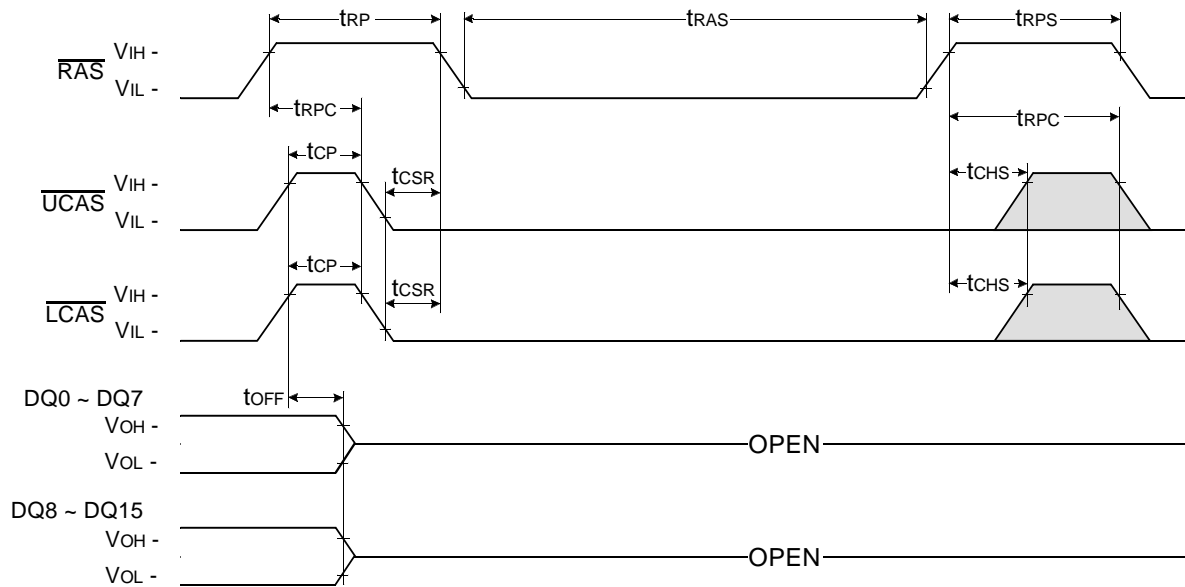 tRP tRAS tRPS
RAS VIH -
VIL -
tRPC tRPC
tCP tCSR tCHS
UCAS VIH -
VIL -
tCP tCSR tCHS
LCAS VIH -
VIL -
DQ0 ~ DQ7 tOFF
VOH -
OPEN
VOL -
DQ8 ~ DQ15
VOH -
OPEN
VOL -